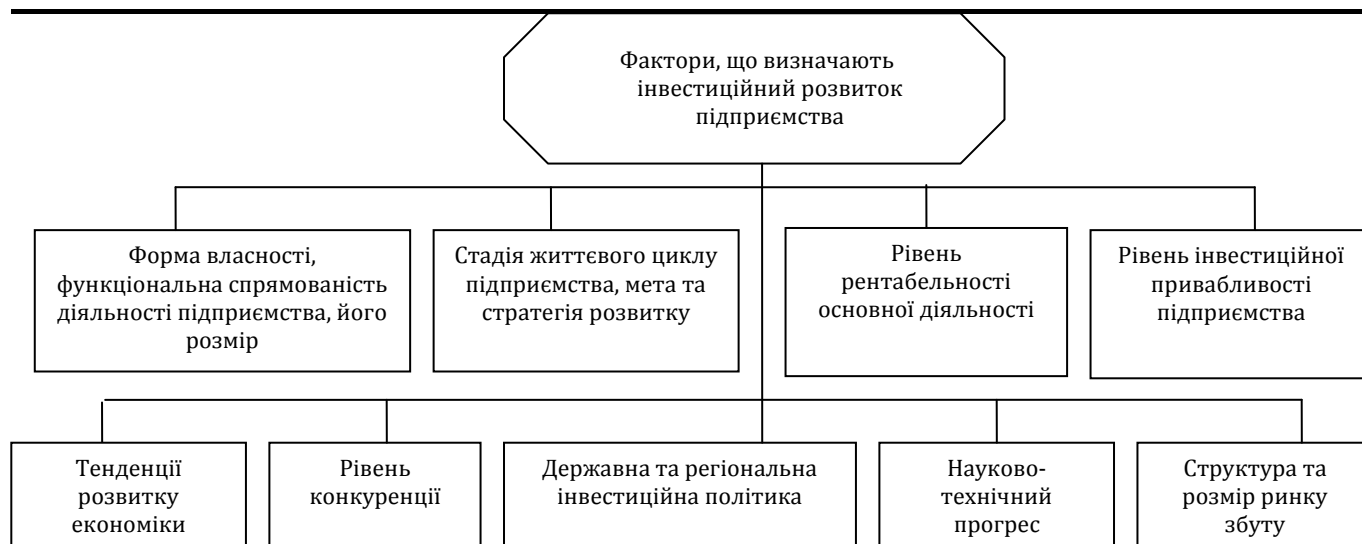 Фактори, що визначають
інвестиційний розвиток
підприємства
Форма власності,
функціональна спрямованість
діяльності підприємства, його
розмір
Стадія життєвого циклу
підприємства, мета та
стратегія розвитку
Рівень
рентабельності
основної діяльності
Рівень інвестиційної
привабливості
підприємства
Тенденції
розвитку
економіки
Рівень
конкуренції
Державна та регіональна
інвестиційна політика
Науково-
технічний
прогрес
Структура та
розмір ринку
збуту